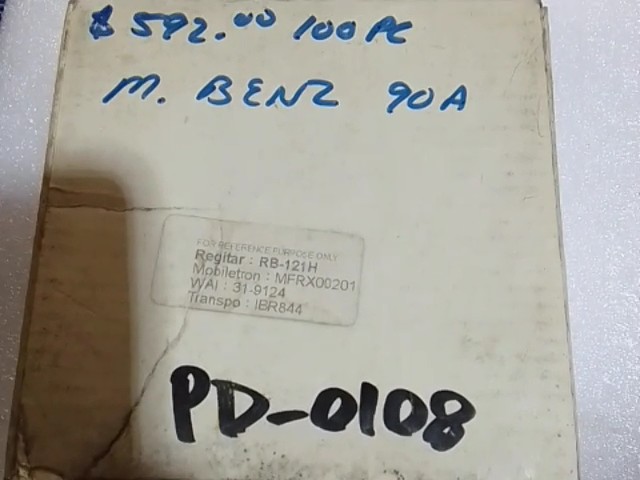 $592.00 100PC
M. BENZ 90A
FOR REFERENCE PURPOSE ONLY
Regitar : RB-121H
Mobiletron : MFRX00201
WAI : 31-9124
Transpo : IBR844
PD-0108